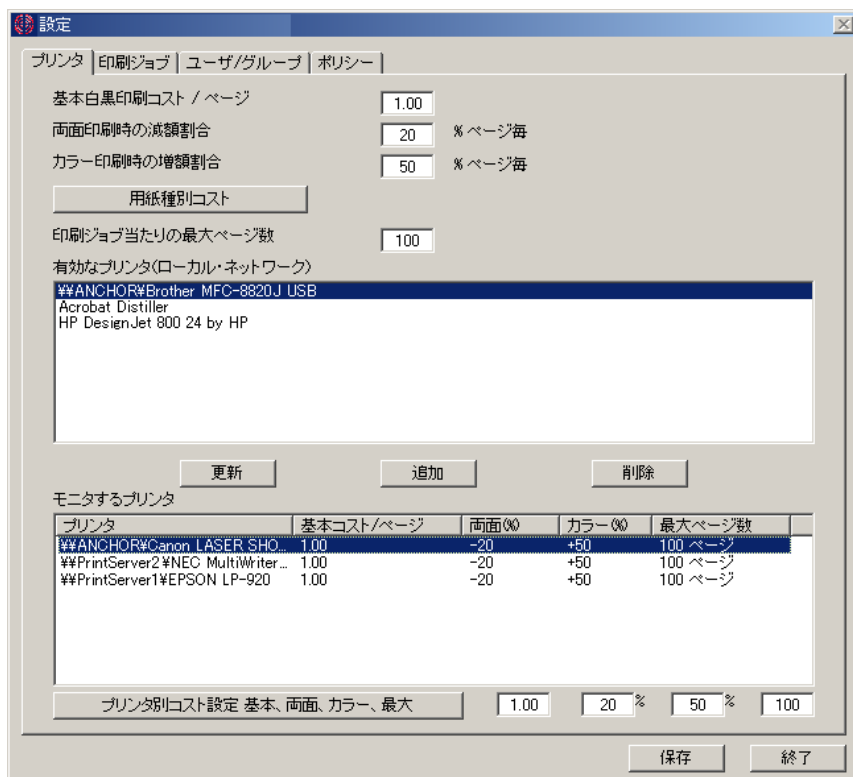 設定
プリンタ 印刷ジョブ ユーザ/グループ ポリシー
基本白黒印刷コスト / ページ 1.00
両面印刷時の減額割合 20 % ページ毎
カラー印刷時の増額割合 50 % ページ毎
用紙種別コスト
印刷ジョブ当たりの最大ページ数 100
有効なプリンタ(ローカル・ネットワーク)
¥¥ANCHOR¥Brother MFC-8820J USB
Acrobat Distiller
HP DesignJet 800 24 by HP
更新 追加 削除
モニタするプリンタ
プリンタ 基本コスト/ページ 両面(%) カラー(%) 最大ページ数
¥¥ANCHOR¥Canon LASER SHO... 1.00 -20 +50 100 ページ
¥¥PrintServer2¥NEC MultiWriter... 1.00 -20 +50 100 ページ
¥¥PrintServer1¥EPSON LP-920 1.00 -20 +50 100 ページ
プリンタ別コスト設定 基本、両面、カラー、最大 1.00 20 % 50 % 100
保存 終了